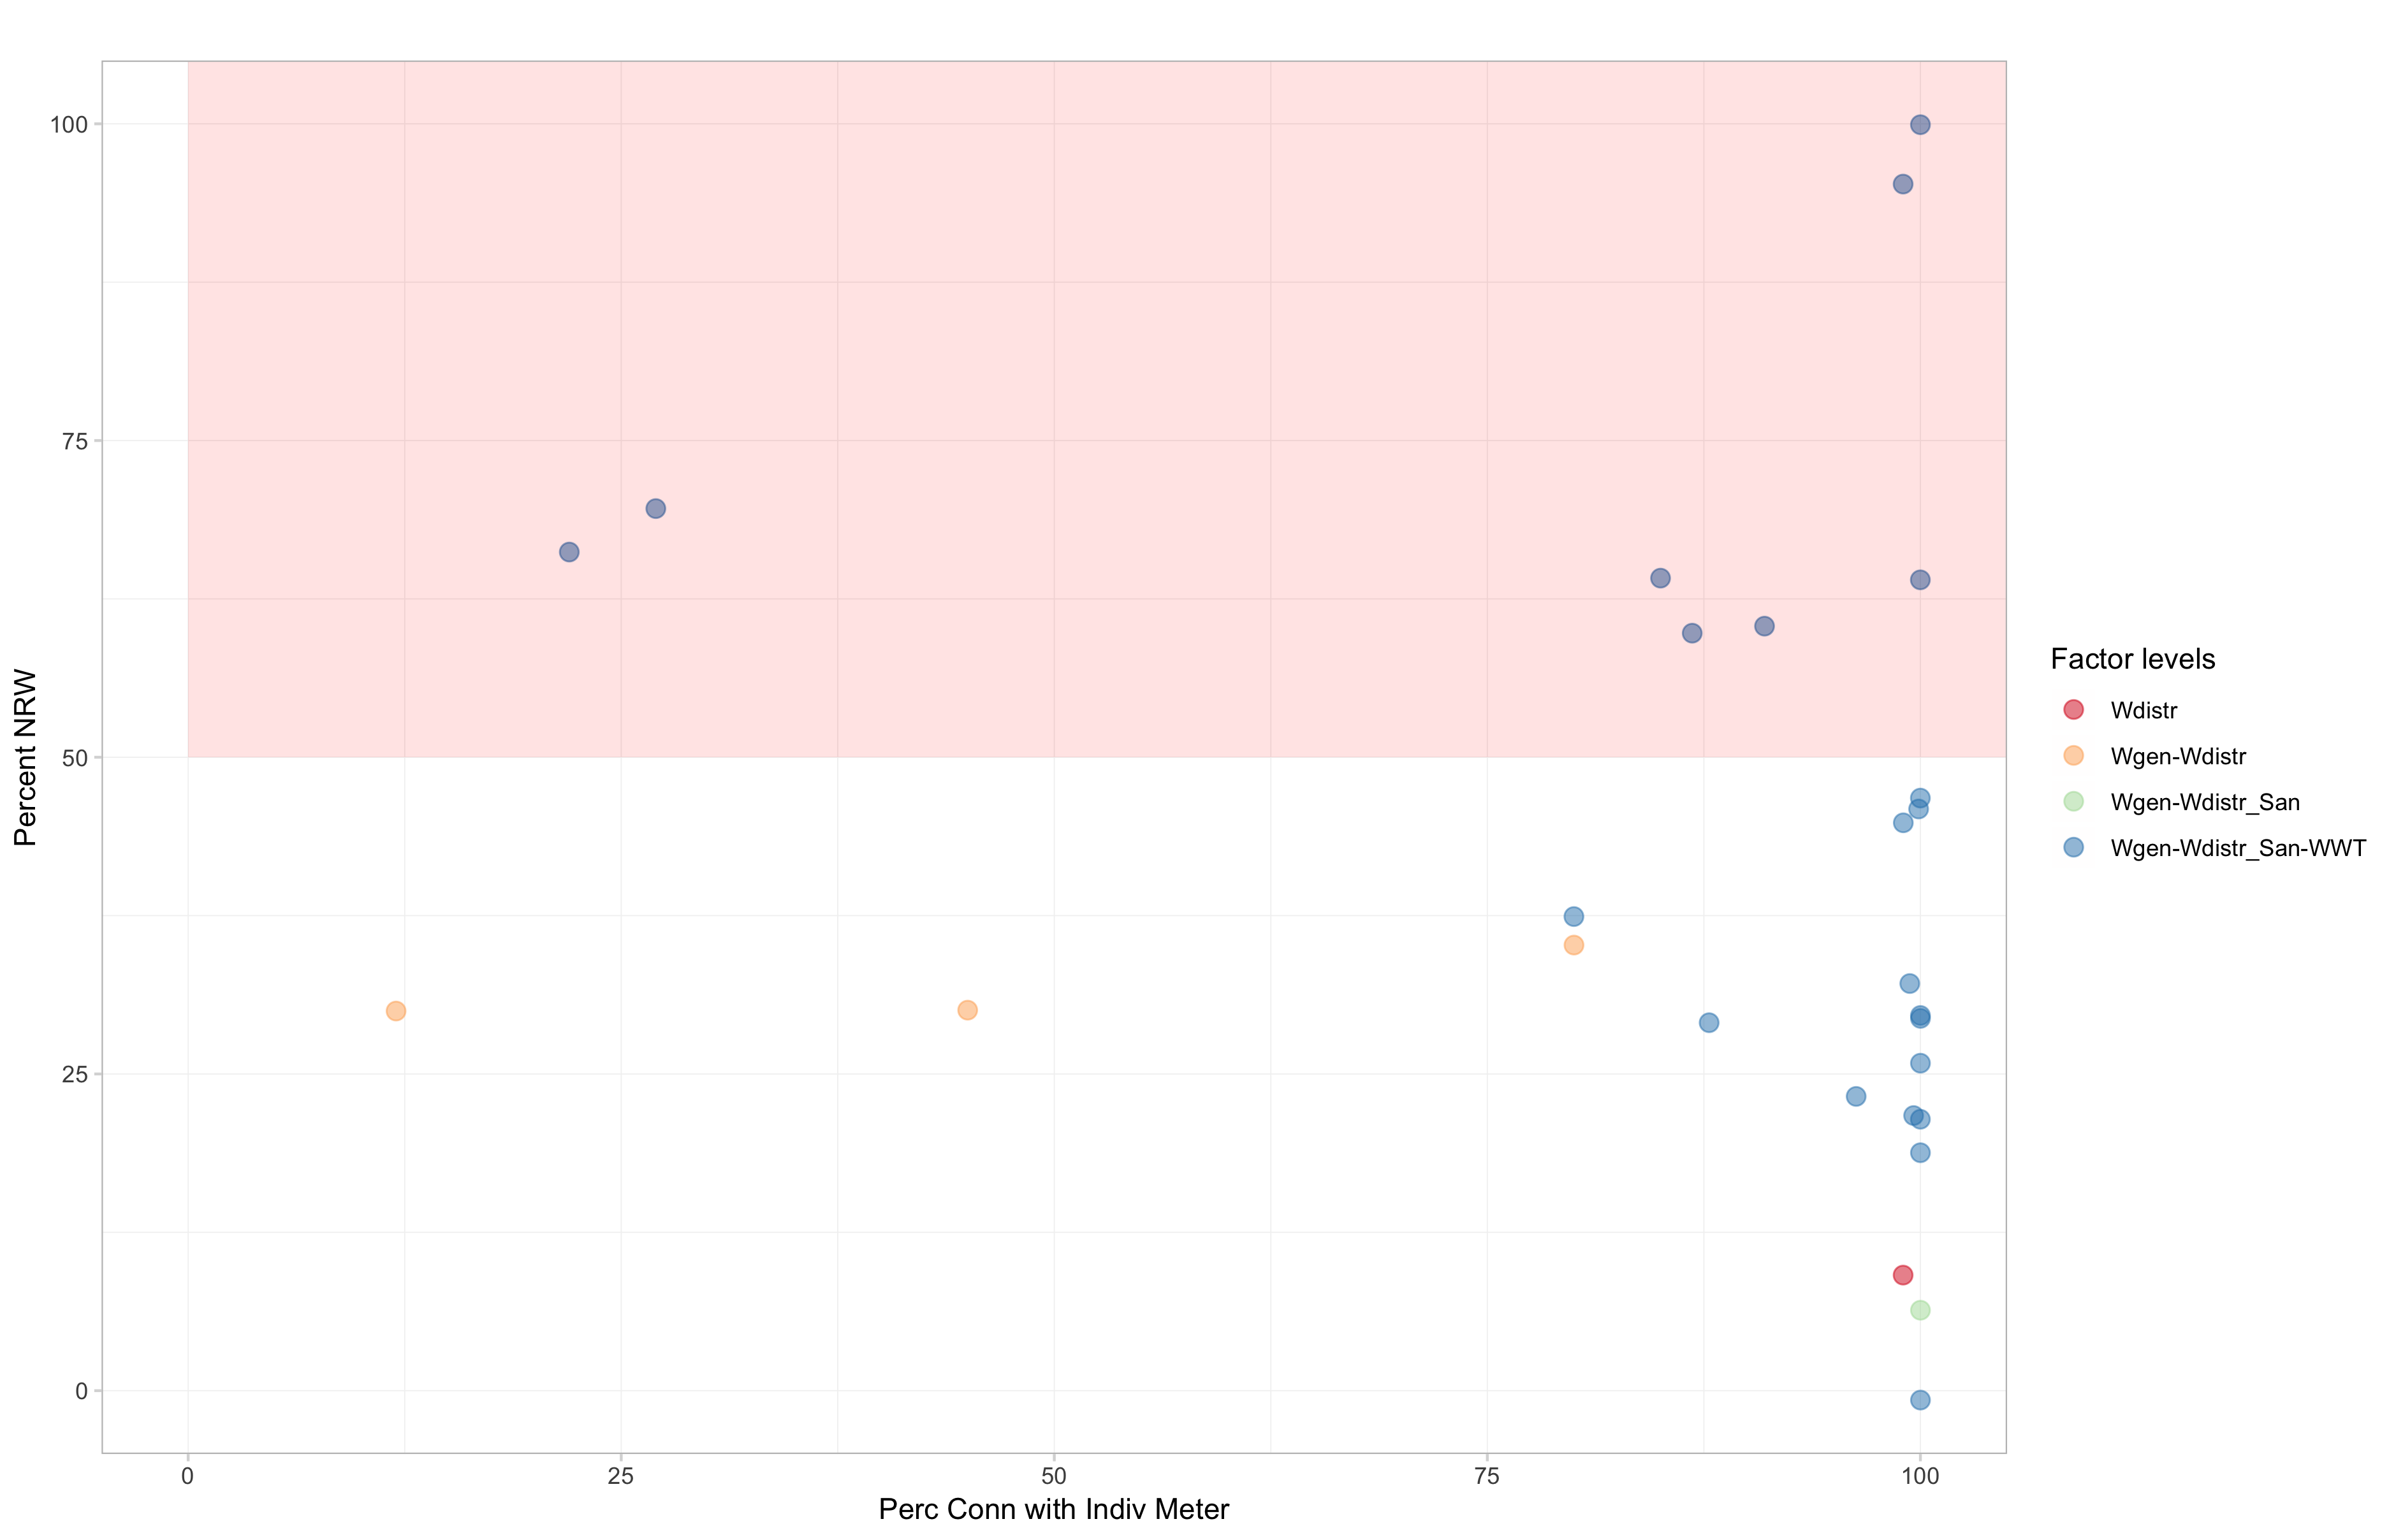 100
75
50
25
0
Percent NRW
0 25 50 75 100
Perc Conn with Indiv Meter
Factor levels
Wdistr
Wgen-Wdistr
Wgen-Wdistr_San
Wgen-Wdistr_San-WWT